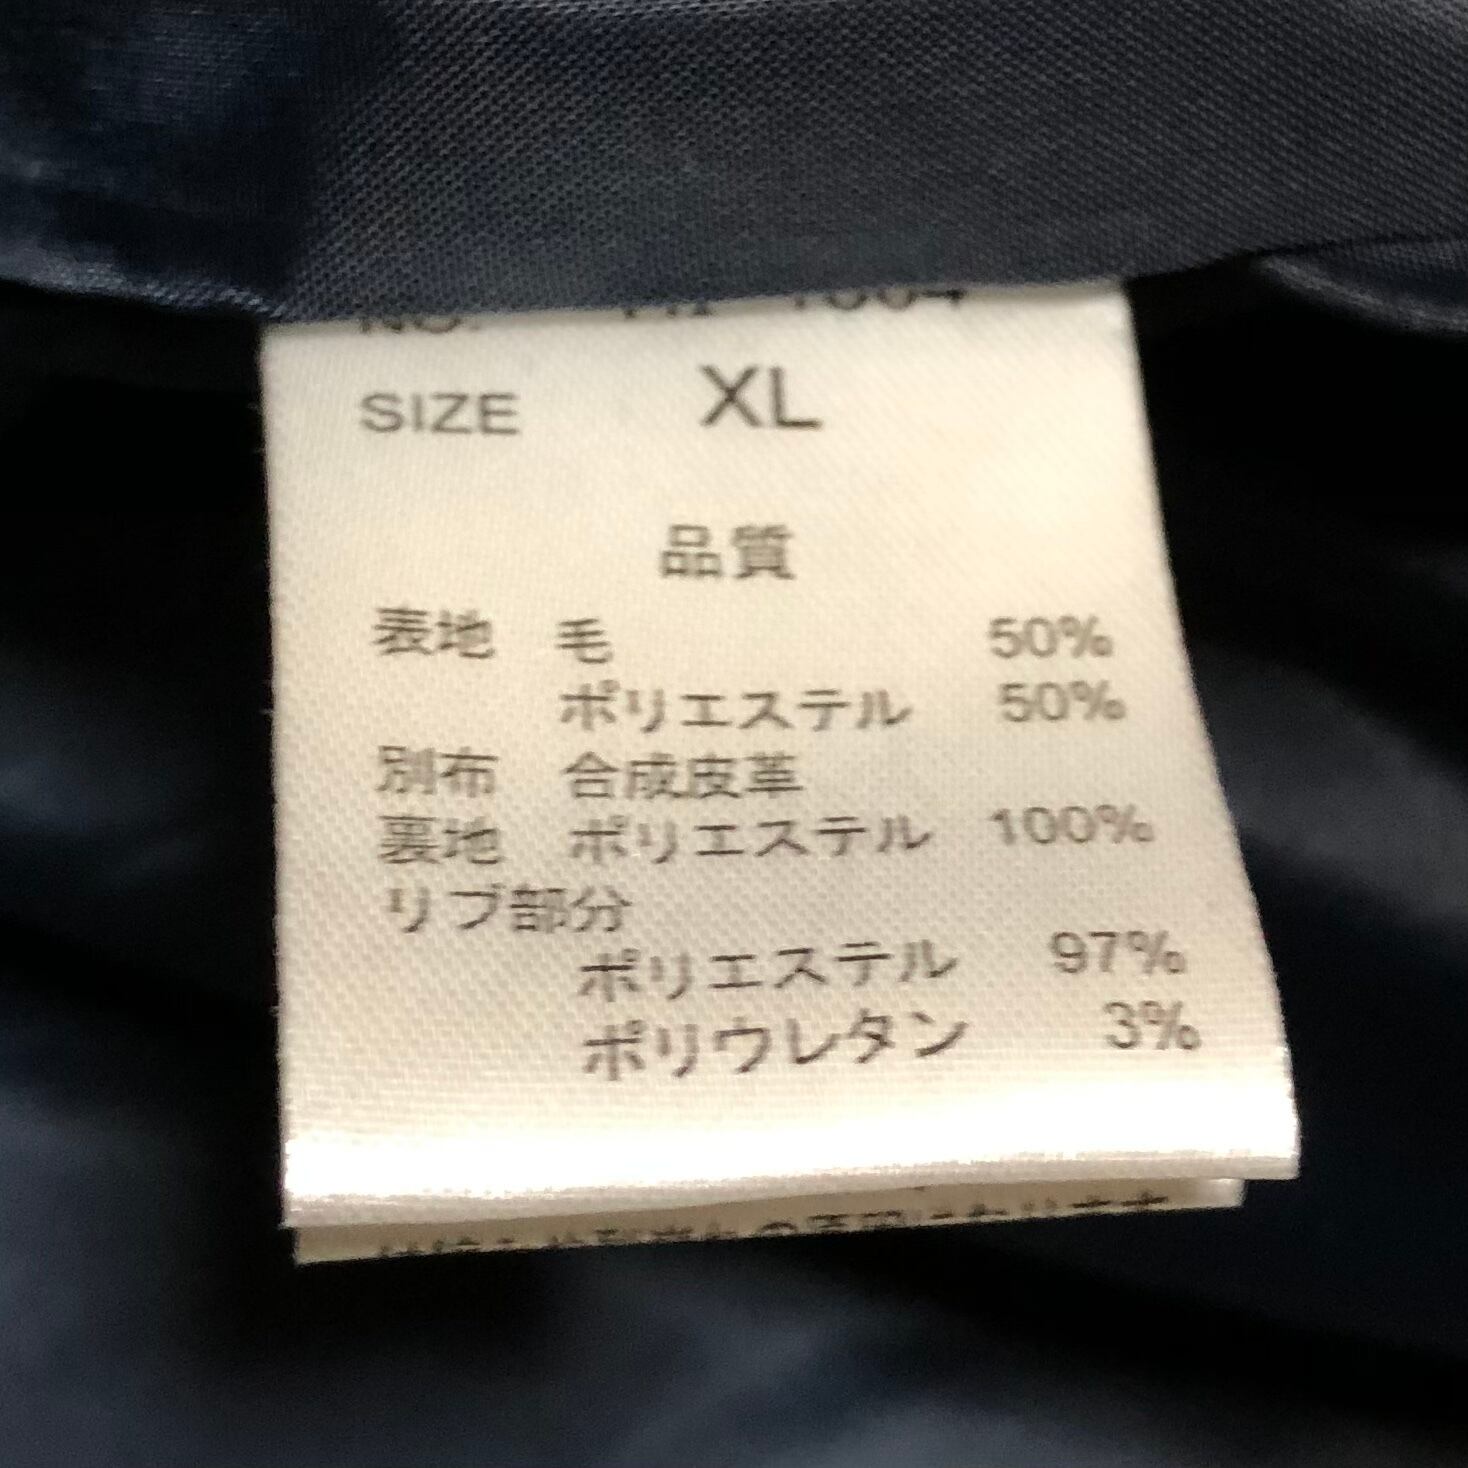 NO.
SIZE XL
品質
表地 毛 50%
ポリエステル 50%
別布 合成皮革
裏地 ポリエステル 100%
リブ部分
ポリエステル 97%
ポリウレタン 3%